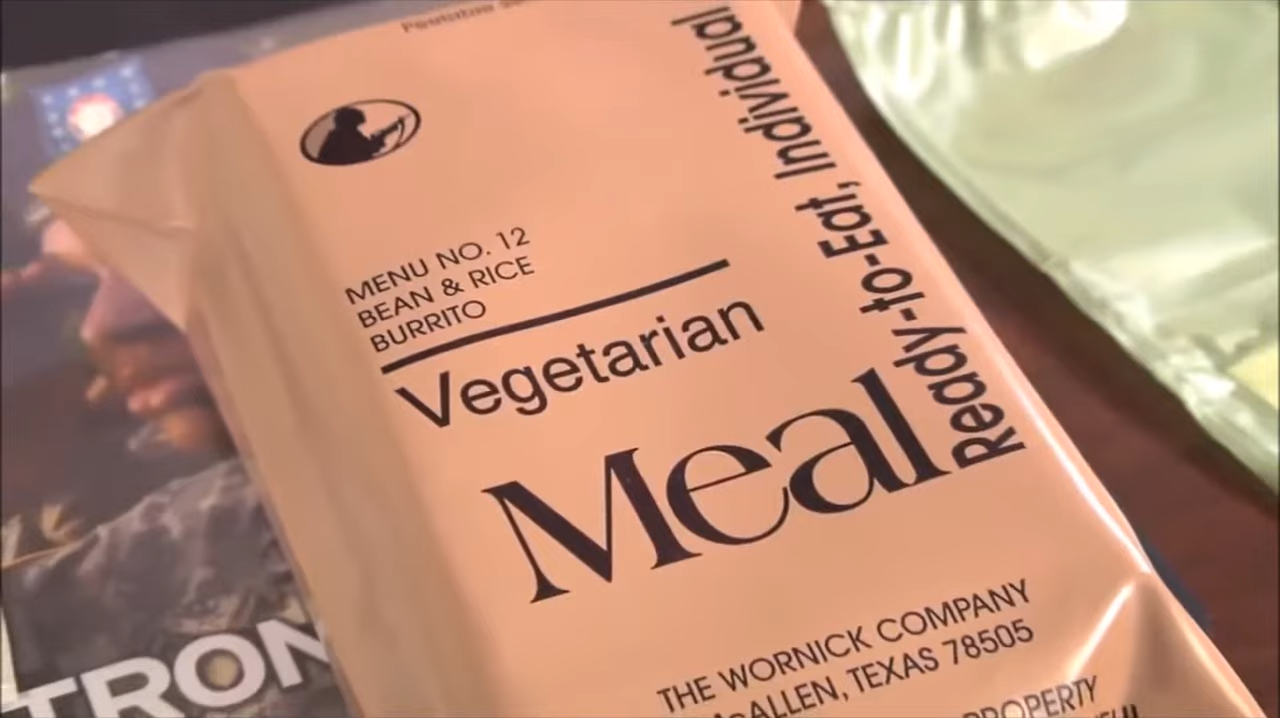 MENU NO. 12
BEAN & RICE
BURRITO
Vegetarian
Meal
Ready-to-Eat, Individual
THE WORNICK COMPANY
McALLEN, TEXAS 78505
PROPERTY
TRON